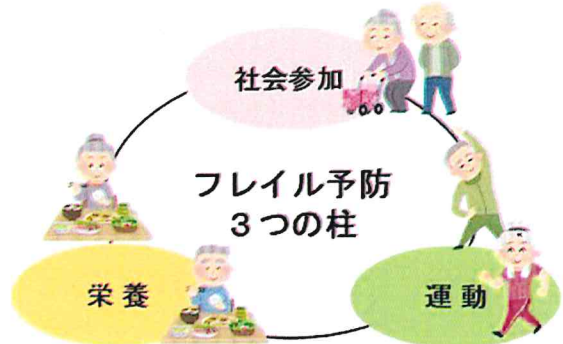 社会参加
フレイル予防
３つの柱
栄養
運動